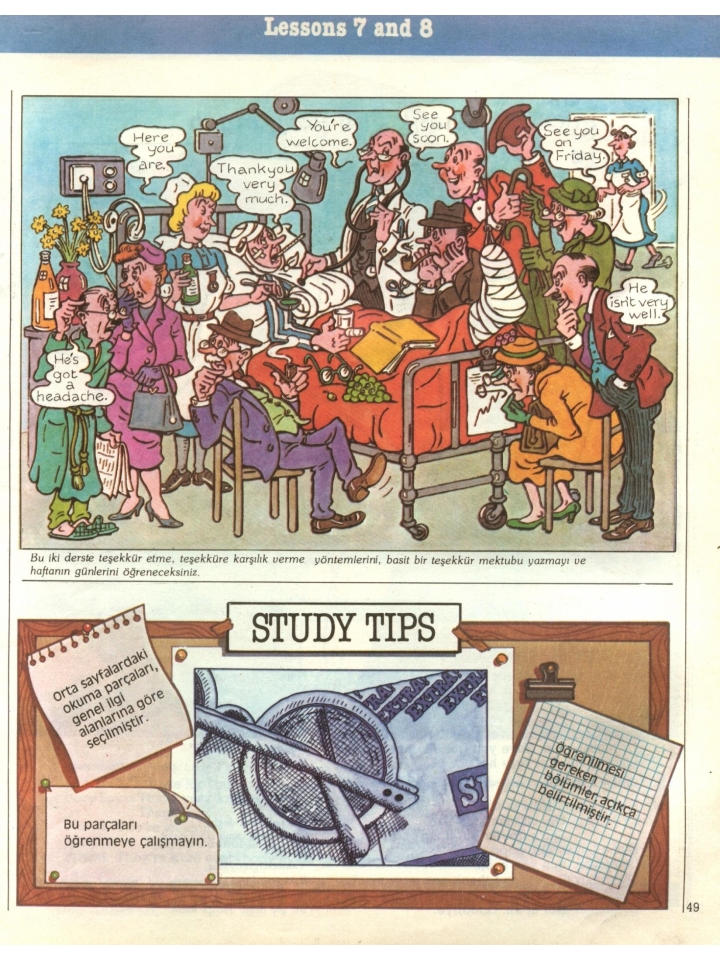 Lessons 7 and 8
Here
you
are.
Thank you
very
much.
You're
welcome.
See
you
soon.
See you
on
Friday.
He
isn't very
well.
He's
got
a
headache.
Bu iki derste teşekkür etme, teşekküre karşılık verme yöntemlerini, basit bir teşekkür mektubu yazmayı ve
haftanın günlerini öğreneceksiniz.
STUDY TIPS
Orta sayfalardaki
okuma parçaları,
genel ilgi
alanlarına göre
seçilmiştir.
Bu parçaları
öğrenmeye çalışmayın.
EXTRA!
EXTRA!
EXTRA!
Öğrenilmesi
gereken
bölümler, açıkça
belirtilmiştir.
49